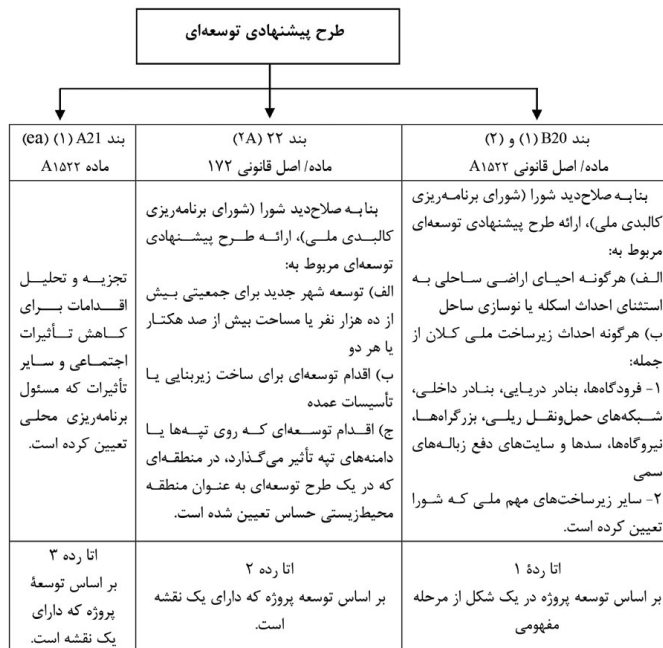 طرح پیشنهادی توسعه‌ای
بند B20 (۱) و (۲)
ماده/ اصل قانونی A۱۵۲۲
بنابه صلاح‌دید شورا (شورای برنامه‌ریزی
کالبدی ملی)، ارائه طرح پیشنهادی توسعه‌ای
مربوط به:
الف) هرگونه احیای اراضی ساحلی به
استثنای احداث اسکله یا نوسازی ساحل
ب) هرگونه احداث زیرساخت ملی کلان از
جمله:
۱- فرودگاه‌ها، بنادر دریایی، بنادر داخلی،
شبکه‌های حمل‌ونقل ریلی، بزرگراه‌ها،
نیروگاه‌ها، سدها و سایت‌های دفع زباله‌های
سمی
۲- سایر زیرساخت‌های مهم ملی که شورا
تعیین کرده است.
اتا ردۀ ۱
بر اساس توسعه پروژه در یک شکل از مرحله
مفهومی
بند ۲۲ (۲A)
ماده/ اصل قانونی ۱۷۲
بنابه صلاح‌دید شورا (شورای برنامه‌ریزی
کالبدی ملی)، ارائه طرح پیشنهادی
توسعه‌ای مربوط به:
الف) توسعه شهر جدید برای جمعیتی بیش
از ده هزار نفر یا مساحت بیش از صد هکتار
یا هر دو
ب) اقدام توسعه‌ای برای ساخت زیربنایی یا
تأسیسات عمده
ج) اقدام توسعه‌ای که روی تپه‌ها یا
دامنه‌های تپه تأثیر می‌گذارد، در منطقه‌ای
که در یک طرح توسعه‌ای به عنوان منطقه
محیط‌زیستی حساس تعیین شده است.
اتا رده ۲
بر اساس توسعه پروژه که دارای یک نقشه
است.
بند A21 (۱) (ea)
ماده A۱۵۲۲
تجزیه و تحلیل
اقدامات برای
کاهش تأثیرات
اجتماعی و سایر
تأثیرات که مسئول
برنامه‌ریزی محلی
تعیین کرده است.
اتا رده ۳
بر اساس توسعۀ
پروژه که دارای
یک نقشه است.